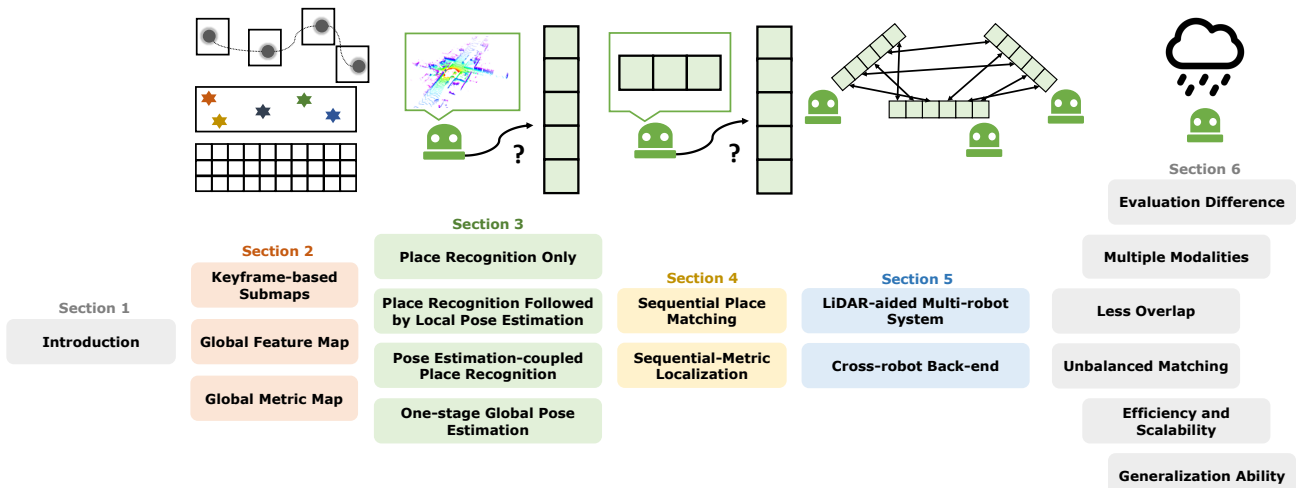 ?
?
Section 1
Introduction
Section 2
Keyframe-based
Submaps
Global Feature Map
Global Metric Map
Section 3
Place Recognition Only
Place Recognition Followed
by Local Pose Estimation
Pose Estimation-coupled
Place Recognition
One-stage Global Pose
Estimation
Section 4
Sequential Place
Matching
Sequential-Metric
Localization
Section 5
LiDAR-aided Multi-robot
System
Cross-robot Back-end
Section 6
Evaluation Difference
Multiple Modalities
Less Overlap
Unbalanced Matching
Efficiency and
Scalability
Generalization Ability